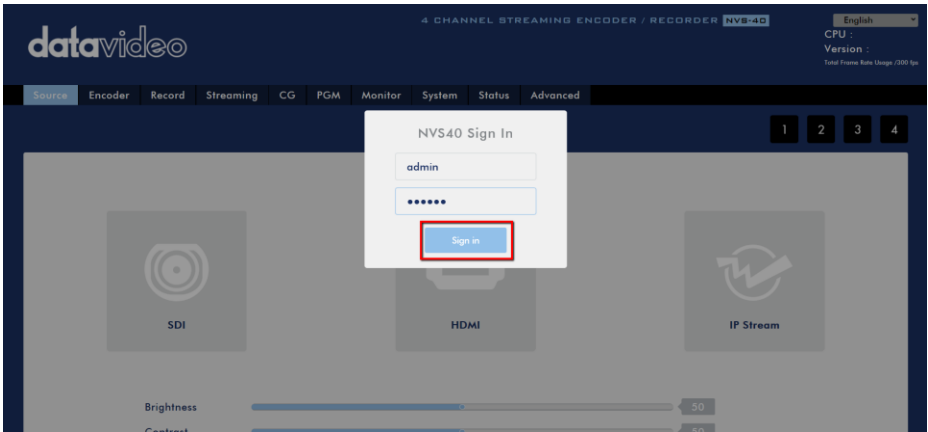 4 CHANNEL STREAMING ENCODER / RECORDER NVS-40
English
datavideo
CPU :
Version :
Total Frame Rate Usage /300 fps
Source Encoder Record Streaming CG PGM Monitor System Status Advanced
NVS40 Sign In
1 2 3 4
admin
••••••
Sign in
SDI HDMI IP Stream
Brightness 50
Contrast 50